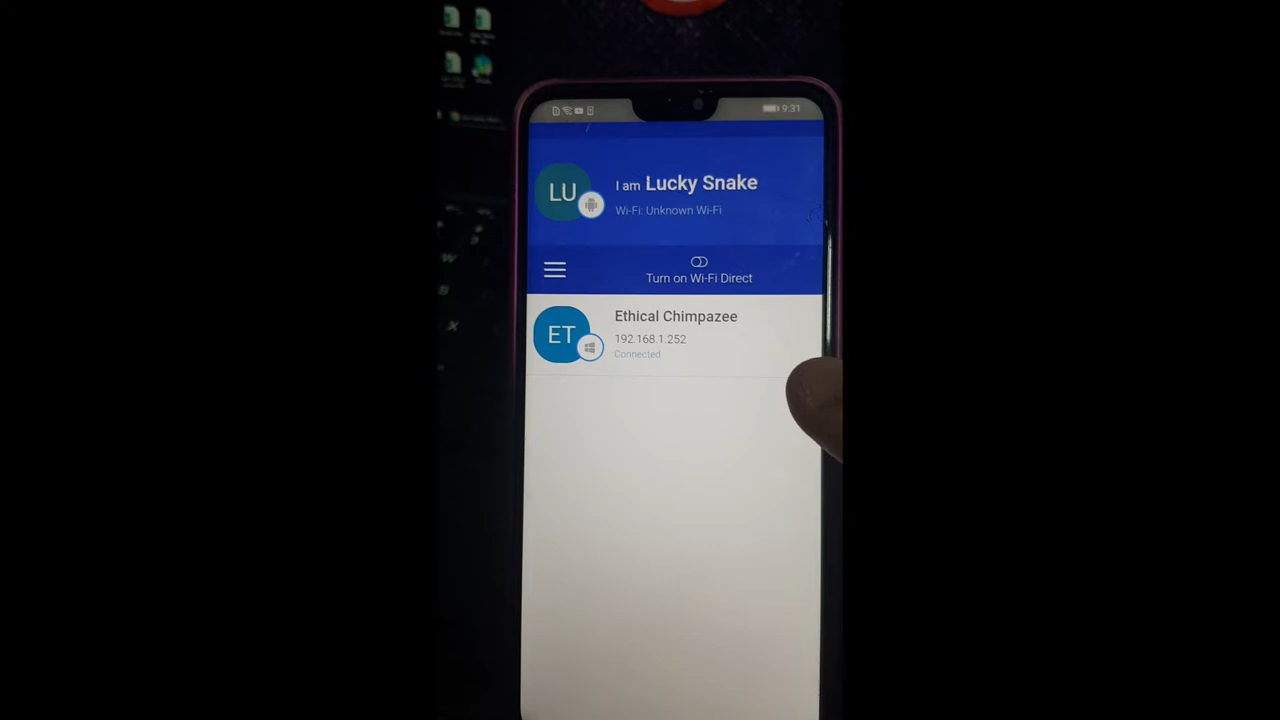 9:31
LU
I am Lucky Snake
Wi-Fi: Unknown Wi-Fi
Turn on Wi-Fi Direct
ET
Ethical Chimpazee
192.168.1.252
Connected
W
S
X